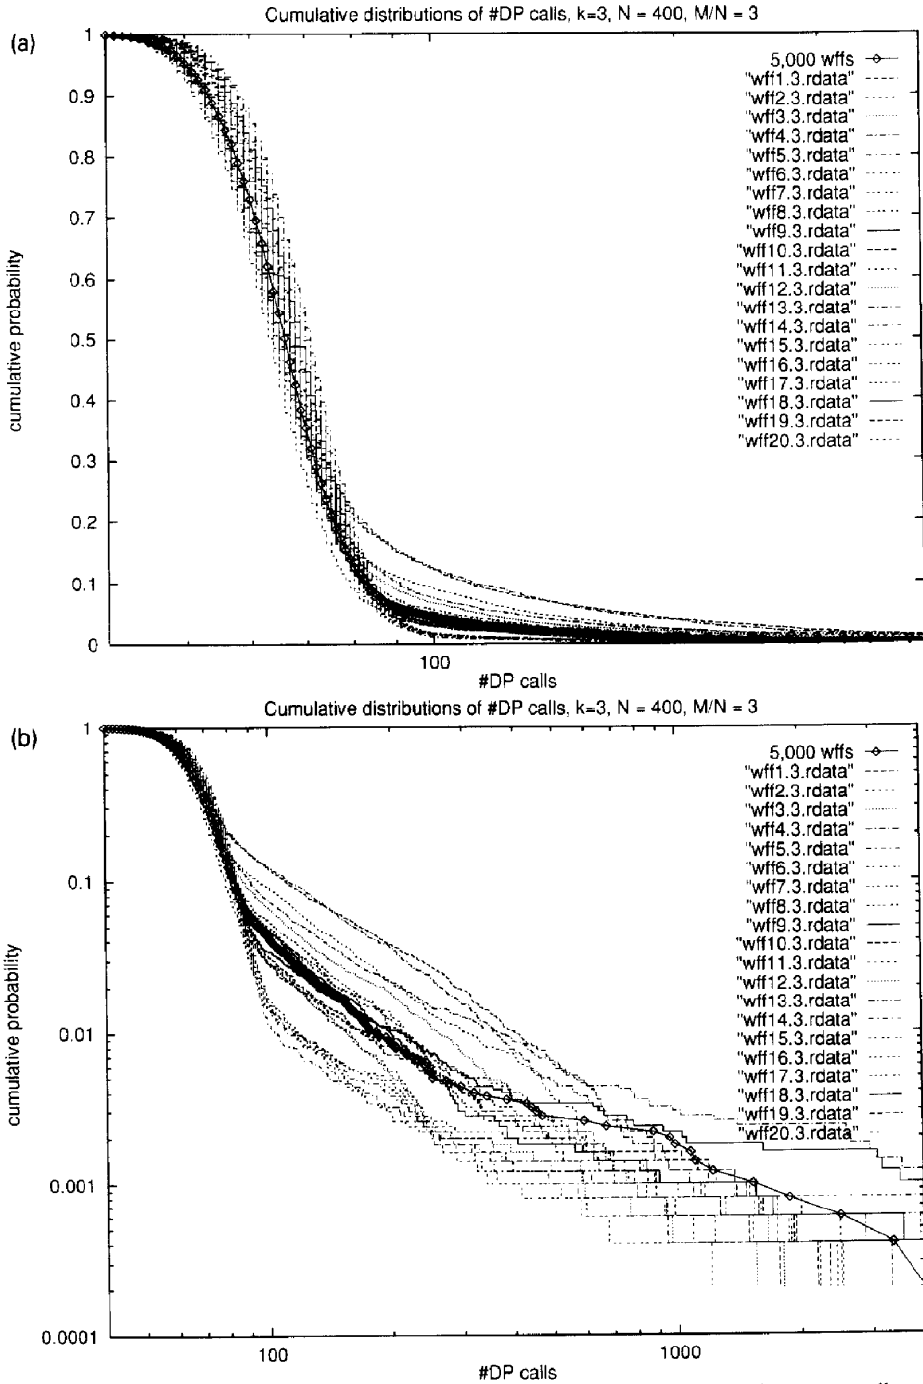 Cumulative distributions of #DP calls, k=3, N = 400, M/N = 3
(a)
1
0.9
0.8
0.7
0.6
0.5
0.4
0.3
0.2
0.1
0
cumulative probability
5,000 wffs
"wff1.3.rdata"
"wff2.3.rdata"
"wff3.3.rdata"
"wff4.3.rdata"
"wff5.3.rdata"
"wff6.3.rdata"
"wff7.3.rdata"
"wff8.3.rdata"
"wff9.3.rdata"
"wff10.3.rdata"
"wff11.3.rdata"
"wff12.3.rdata"
"wff13.3.rdata"
"wff14.3.rdata"
"wff15.3.rdata"
"wff16.3.rdata"
"wff17.3.rdata"
"wff18.3.rdata"
"wff19.3.rdata"
"wff20.3.rdata"
100
#DP calls
Cumulative distributions of #DP calls, k=3, N = 400, M/N = 3
(b)
1
0.1
0.01
0.001
0.0001
cumulative probability
5,000 wffs
"wff1.3.rdata"
"wff2.3.rdata"
"wff3.3.rdata"
"wff4.3.rdata"
"wff5.3.rdata"
"wff6.3.rdata"
"wff7.3.rdata"
"wff8.3.rdata"
"wff9.3.rdata"
"wff10.3.rdata"
"wff11.3.rdata"
"wff12.3.rdata"
"wff13.3.rdata"
"wff14.3.rdata"
"wff15.3.rdata"
"wff16.3.rdata"
"wff17.3.rdata"
"wff18.3.rdata"
"wff19.3.rdata"
"wff20.3.rdata"
100
1000
#DP calls